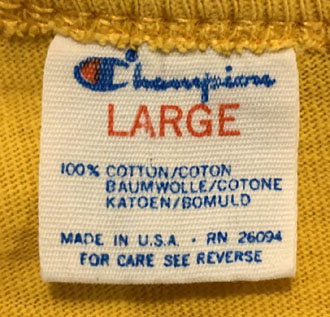 Champion
LARGE
100% COTTON/COTON
BAUMWOLLE/COTONE
KATOEN/BOMULD
MADE IN U.S.A. • RN 26094
FOR CARE SEE REVERSE